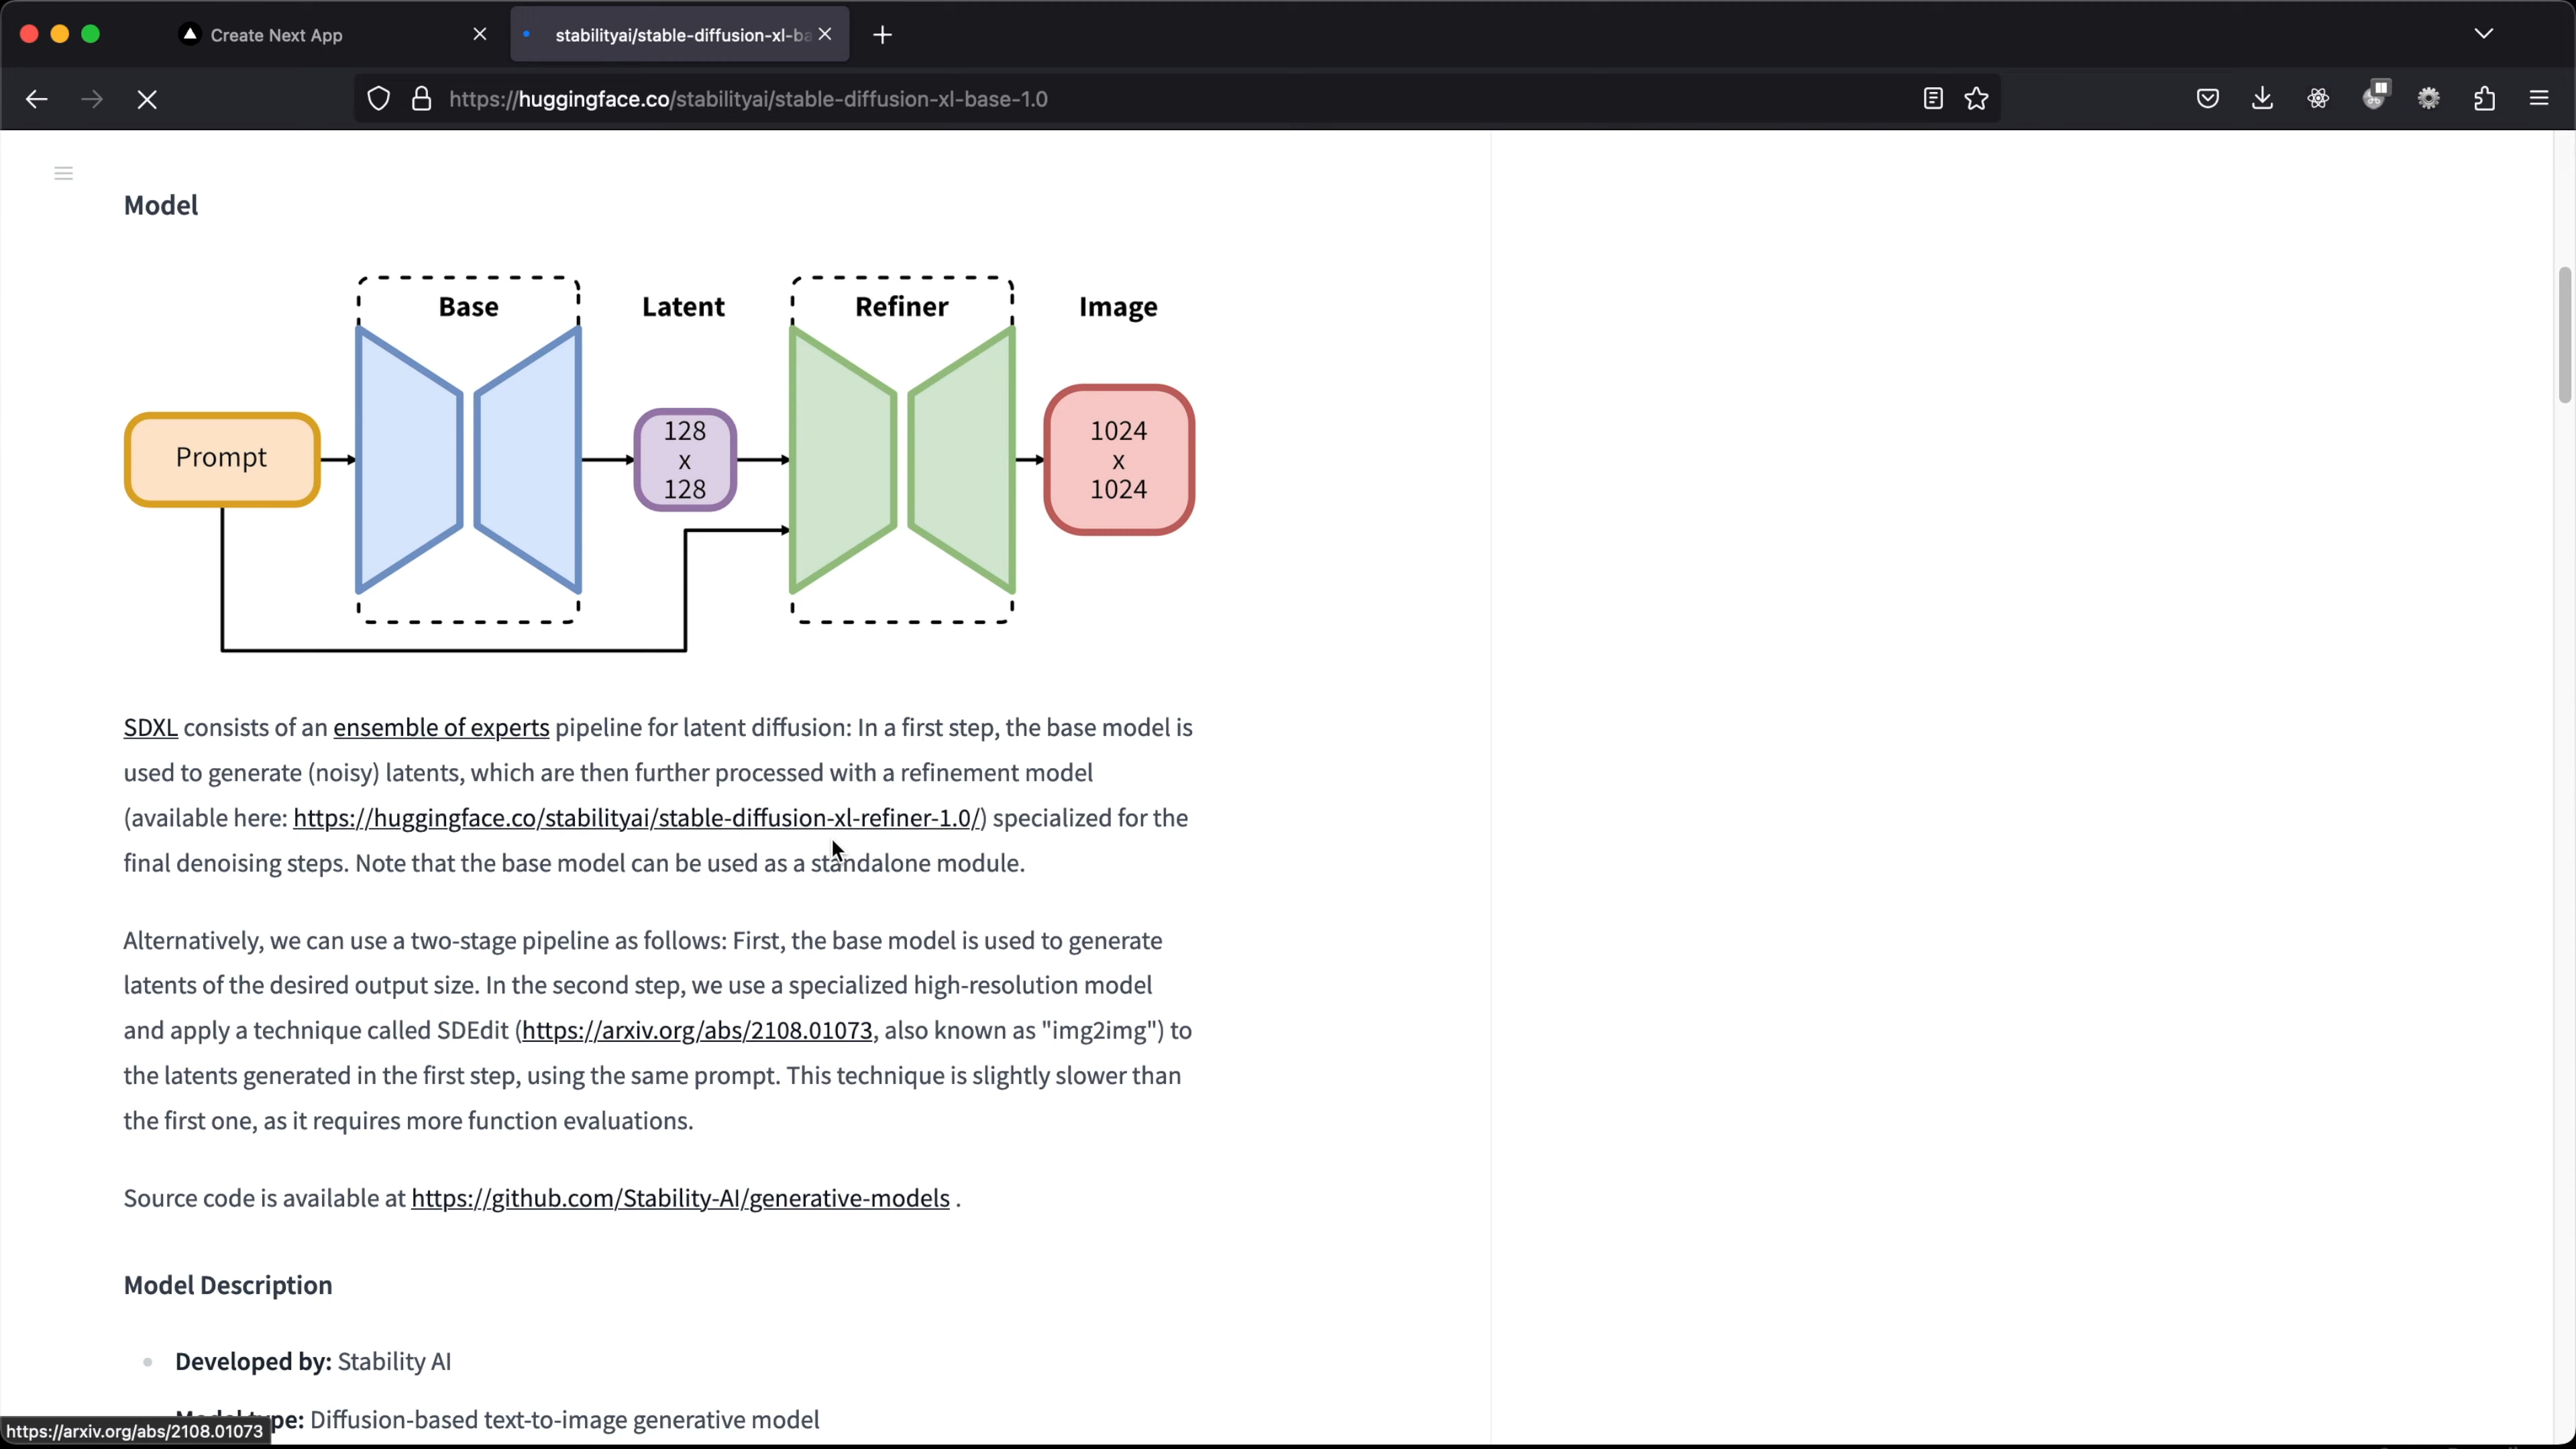 Create Next App
stabilityai/stable-diffusion-xl-ba
https://huggingface.co/stabilityai/stable-diffusion-xl-base-1.0
Model
Base Latent Refiner Image
Prompt
128
x
128
1024
x
1024
SDXL consists of an ensemble of experts pipeline for latent diffusion: In a first step, the base model is
used to generate (noisy) latents, which are then further processed with a refinement model
(available here: https://huggingface.co/stabilityai/stable-diffusion-xl-refiner-1.0/) specialized for the
final denoising steps. Note that the base model can be used as a standalone module.
Alternatively, we can use a two-stage pipeline as follows: First, the base model is used to generate
latents of the desired output size. In the second step, we use a specialized high-resolution model
and apply a technique called SDEdit (https://arxiv.org/abs/2108.01073, also known as "img2img") to
the latents generated in the first step, using the same prompt. This technique is slightly slower than
the first one, as it requires more function evaluations.
Source code is available at https://github.com/Stability-AI/generative-models .
Model Description
Developed by: Stability AI
Model type: Diffusion-based text-to-image generative model
https://arxiv.org/abs/2108.01073